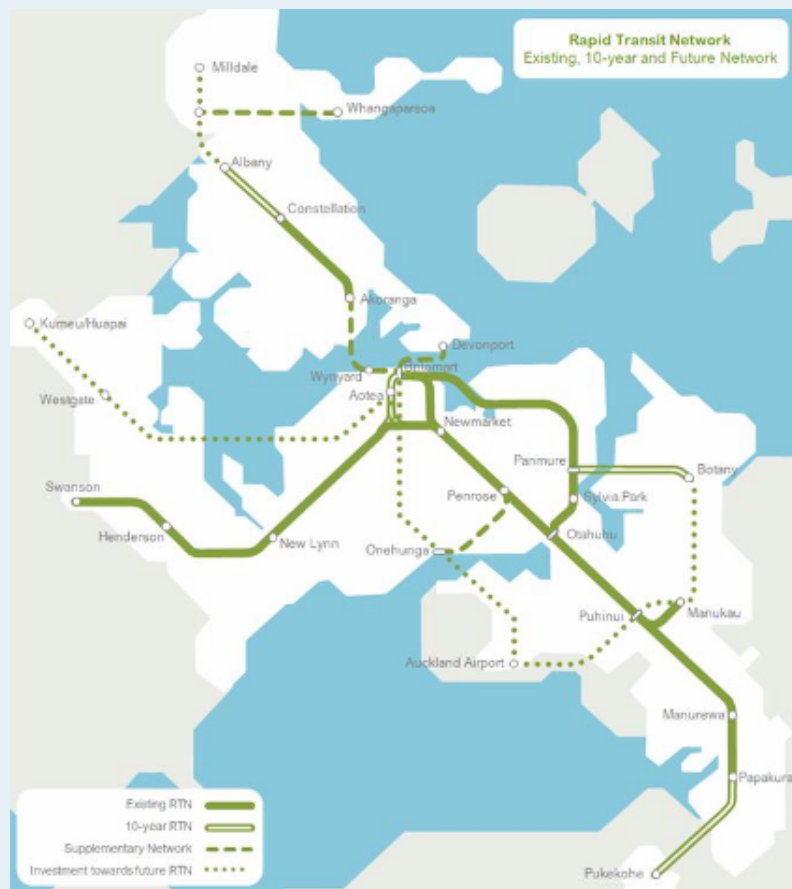 Rapid Transit Network
Existing, 10-year and Future Network
Milldale
Whangaparaoa
Albany
Constellation
Akoranga
Kumeu/Huapai
Devonport
Wynyard
Britomart
Westgate
Aotea
Newmarket
Panmure
Botany
Swanson
Penrose
Sylvia Park
Henderson
New Lynn
Otahuhu
Onehunga
Puhinui
Manukau
Auckland Airport
Manurewa
Papakura
Pukekohe
Existing RTN
10-year RTN
Supplementary Network
Investment towards future RTN